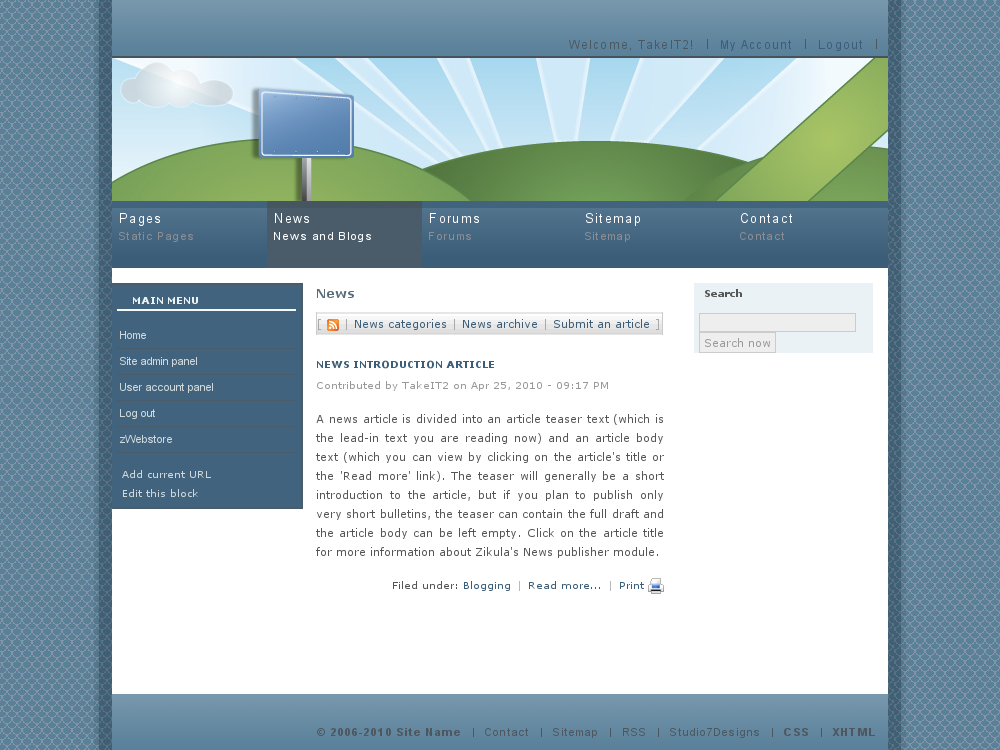 Welcome, TakeIT2! | My Account | Logout |
Pages News Forums Sitemap Contact
Static Pages News and Blogs Forums Sitemap Contact
MAIN MENU
Home
Site admin panel
User account panel
Log out
zWebstore
Add current URL
Edit this block
News
[ | News categories | News archive | Submit an article ]
NEWS INTRODUCTION ARTICLE
Contributed by TakeIT2 on Apr 25, 2010 - 09:17 PM
A news article is divided into an article teaser text (which is
the lead-in text you are reading now) and an article body
text (which you can view by clicking on the article's title or
the 'Read more' link). The teaser will generally be a short
introduction to the article, but if you plan to publish only
very short bulletins, the teaser can contain the full draft and
the article body can be left empty. Click on the article title
for more information about Zikula's News publisher module.
Filed under: Blogging | Read more... | Print
Search
Search now
© 2006-2010 Site Name | Contact | Sitemap | RSS | Studio7Designs | CSS | XHTML